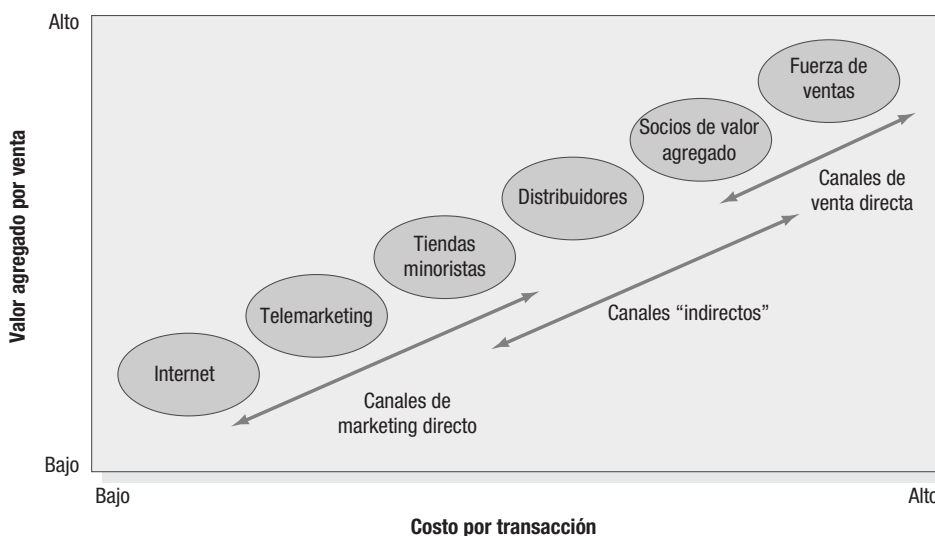 Alto
Fuerza de
ventas
Socios de valor
agregado
Canales de
venta directa
Distribuidores
Tiendas
minoristas
Canales “indirectos”
Telemarketing
Internet
Canales de
marketing directo
Valor agregado por venta
Bajo
Bajo
Alto
Costo por transacción